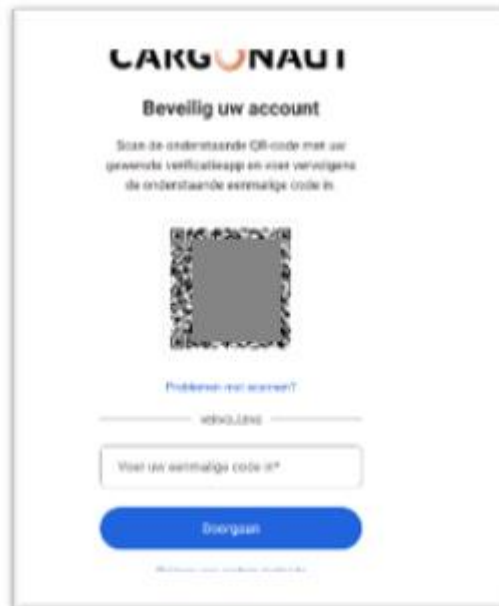 CARGONAUT
Beveilig uw account
Scan de onderstaande QR-code met uw
gewenste verificatieapp en voer vervolgens
de onderstaande eenmalige code in.
Problemen met scannen?
VERVOLGENS
Voer uw eenmalige code in*
Doorgaan